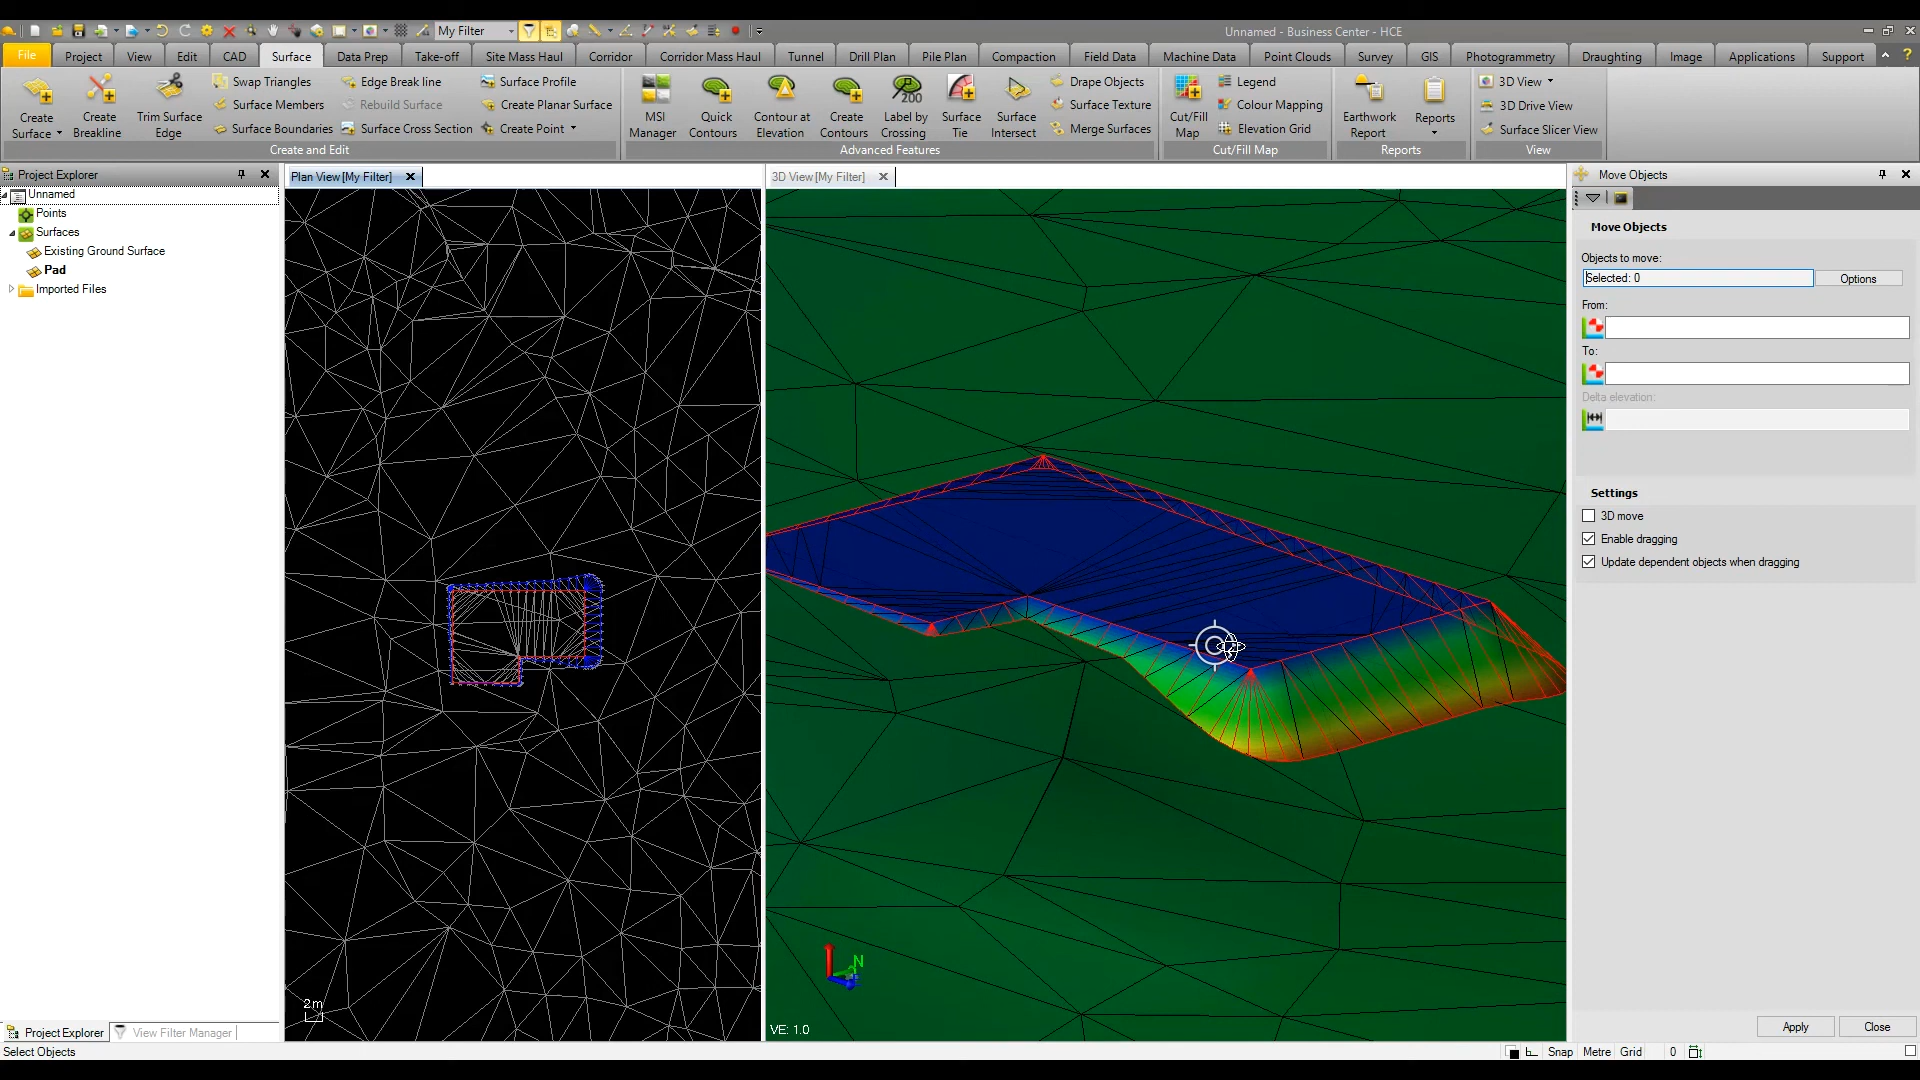 My Filter
Unnamed - Business Center - HCE
File Project View Edit CAD Surface Data Prep Take-off Site Mass Haul Corridor Corridor Mass Haul Tunnel Drill Plan Pile Plan Compaction Field Data Machine Data Point Clouds Survey GIS Photogrammetry Draughting Image Applications Support
Create Surface
Create Breakline
Trim Surface Edge
Swap Triangles
Surface Members
Surface Boundaries
Edge Break line
Rebuild Surface
Surface Cross Section
Surface Profile
Create Planar Surface
Create Point
Create and Edit
MSI Manager
Quick Contours
Contour at Elevation
Create Contours
200
Label by Crossing
Surface Tie
Surface Intersect
Drape Objects
Surface Texture
Merge Surfaces
Advanced Features
Cut/Fill Map
Legend
Colour Mapping
Elevation Grid
Cut/Fill Map
Earthwork Report
Reports
Reports
3D View
3D Drive View
Surface Slicer View
View
Project Explorer
Unnamed
Points
Surfaces
Existing Ground Surface
Pad
Imported Files
Project Explorer
View Filter Manager
Select Objects
Plan View [My Filter]
2m
3D View [My Filter]
N
VE: 1.0
Move Objects
Move Objects
Objects to move:
Selected: 0
Options
From:
To:
Delta elevation:
Settings
3D move
Enable dragging
Update dependent objects when dragging
Apply
Close
Snap Metre Grid 0